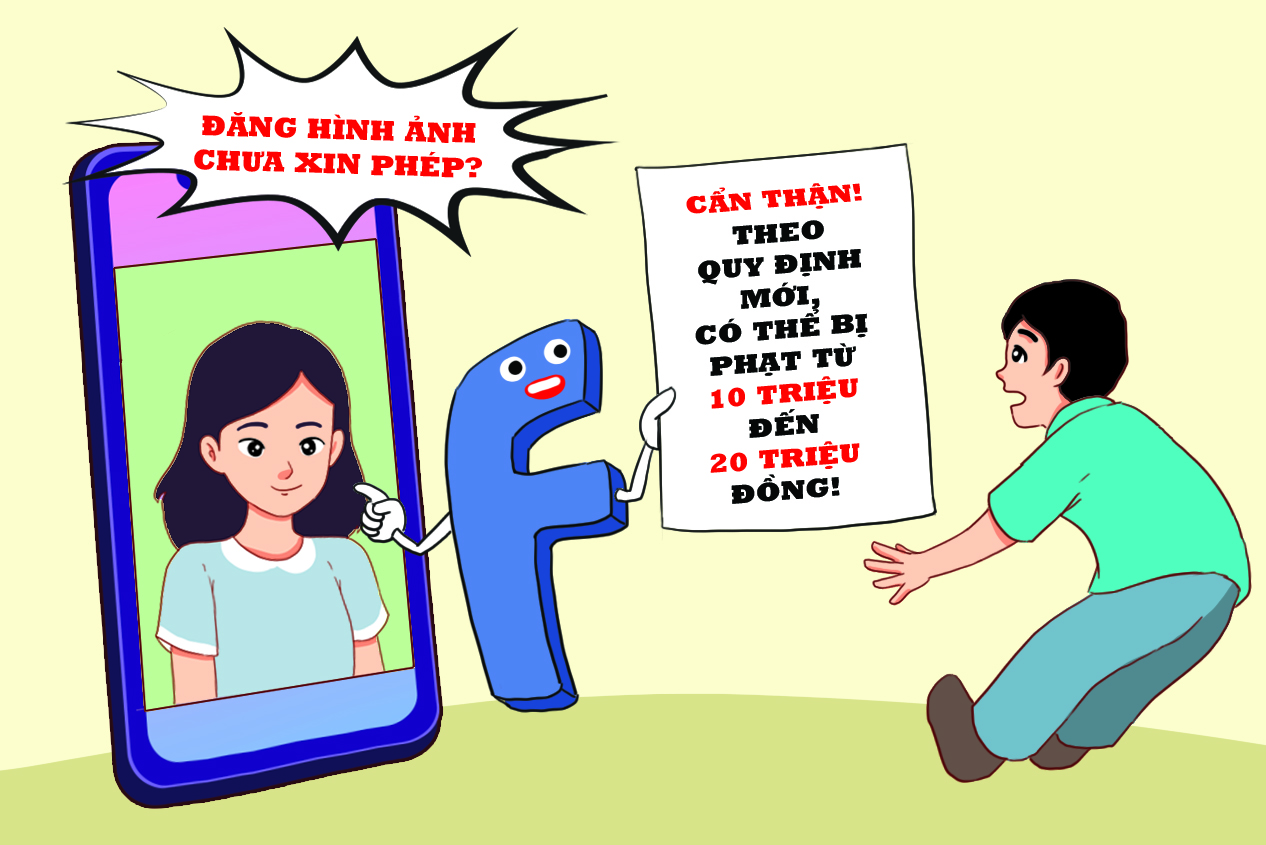 ĐĂNG HÌNH ẢNH
CHƯA XIN PHÉP?
CẨN THẬN!
THEO
QUY ĐỊNH
MỚI,
CÓ THỂ BỊ
PHẠT TỪ
10 TRIỆU
ĐẾN
20 TRIỆU
ĐỒNG!